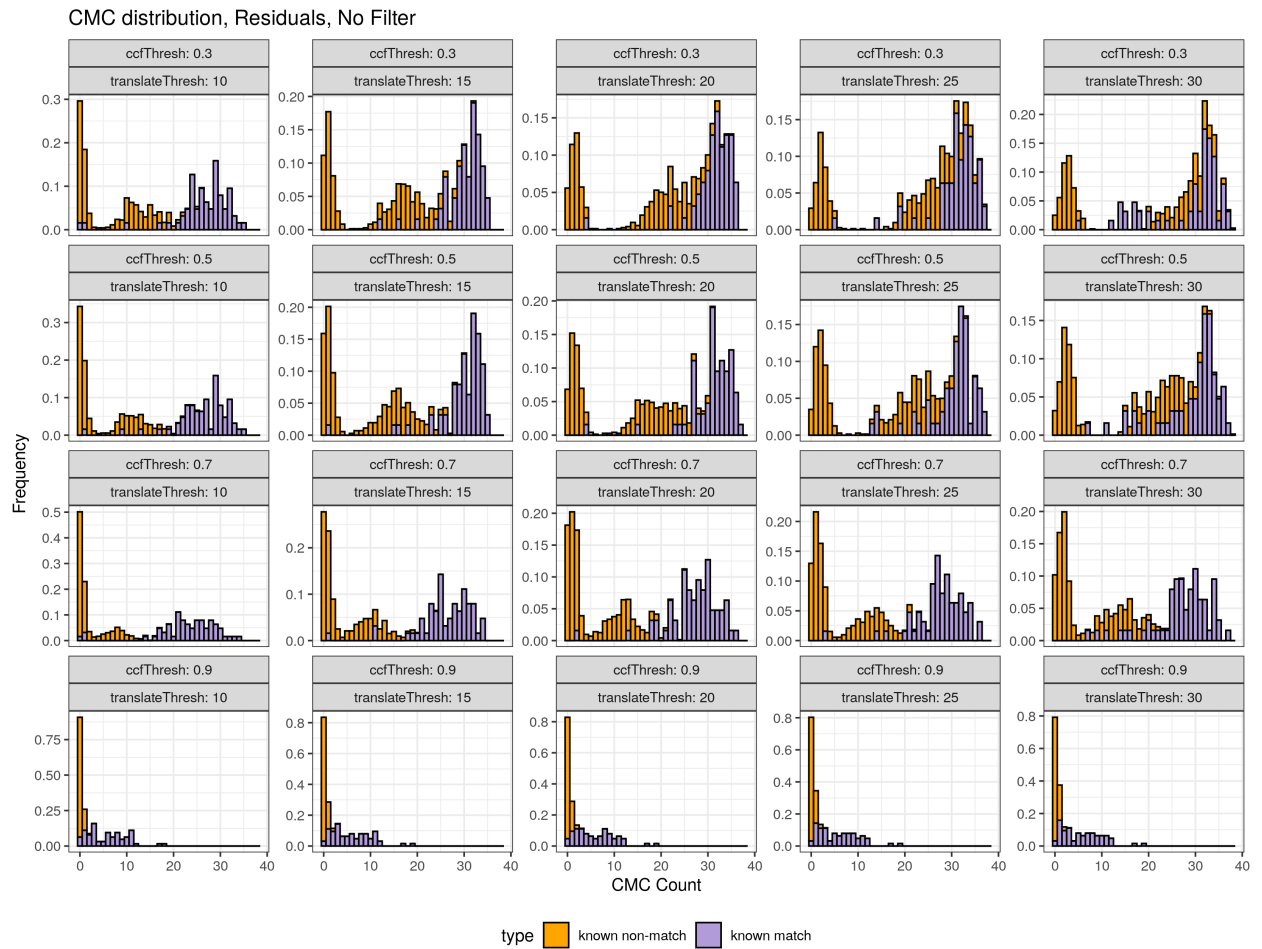 CMC distribution, Residuals, No Filter
ccfThresh: 0.3 ccfThresh: 0.3 ccfThresh: 0.3 ccfThresh: 0.3 ccfThresh: 0.3
translateThresh: 10 translateThresh: 15 translateThresh: 20 translateThresh: 25 translateThresh: 30
0.3 0.2 0.1 0.0
0.20 0.15 0.10 0.05 0.00
0.15 0.10 0.05 0.00
0.15 0.10 0.05 0.00
0.20 0.15 0.10 0.05 0.00
ccfThresh: 0.5 ccfThresh: 0.5 ccfThresh: 0.5 ccfThresh: 0.5 ccfThresh: 0.5
translateThresh: 10 translateThresh: 15 translateThresh: 20 translateThresh: 25 translateThresh: 30
0.3 0.2 0.1 0.0
0.20 0.15 0.10 0.05 0.00
0.20 0.15 0.10 0.05 0.00
0.15 0.10 0.05 0.00
0.15 0.10 0.05 0.00
Frequency
ccfThresh: 0.7 ccfThresh: 0.7 ccfThresh: 0.7 ccfThresh: 0.7 ccfThresh: 0.7
translateThresh: 10 translateThresh: 15 translateThresh: 20 translateThresh: 25 translateThresh: 30
0.5 0.4 0.3 0.2 0.1 0.0
0.2 0.1 0.0
0.20 0.15 0.10 0.05 0.00
0.20 0.15 0.10 0.05 0.00
0.20 0.15 0.10 0.05 0.00
ccfThresh: 0.9 ccfThresh: 0.9 ccfThresh: 0.9 ccfThresh: 0.9 ccfThresh: 0.9
translateThresh: 10 translateThresh: 15 translateThresh: 20 translateThresh: 25 translateThresh: 30
0.75 0.50 0.25 0.00
0.8 0.6 0.4 0.2 0.0
0.8 0.6 0.4 0.2 0.0
0.8 0.6 0.4 0.2 0.0
0.8 0.6 0.4 0.2 0.0
0 10 20 30 40 0 10 20 30 40 0 10 20 30 40 0 10 20 30 40 0 10 20 30 40
CMC Count
type known non-match known match